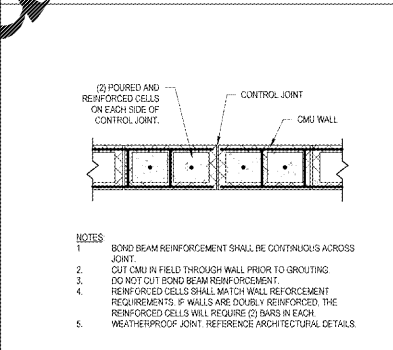 (2) POURED AND
REINFORCED CELLS
ON EACH SIDE OF
CONTROL JOINT.
CONTROL JOINT
CMU WALL
NOTES:
1 BOND BEAM REINFORCEMENT SHALL BE CONTINUOUS ACROSS
JOINT.
2. CUT CMU IN FIELD THROUGH WALL PRIOR TO GROUTING.
3. DO NOT CUT BOND BEAM REINFORCEMENT.
4. REINFORCED CELLS SHALL MATCH WALL REFORCEMENT
REQUIREMENTS. IF WALLS ARE DOUBLY REINFORCED, THE
REINFORCED CELLS WILL REQUIRE (2) BARS IN EACH.
5. WEATHERPROOF JOINT. REFERENCE ARCHITECTURAL DETAILS.